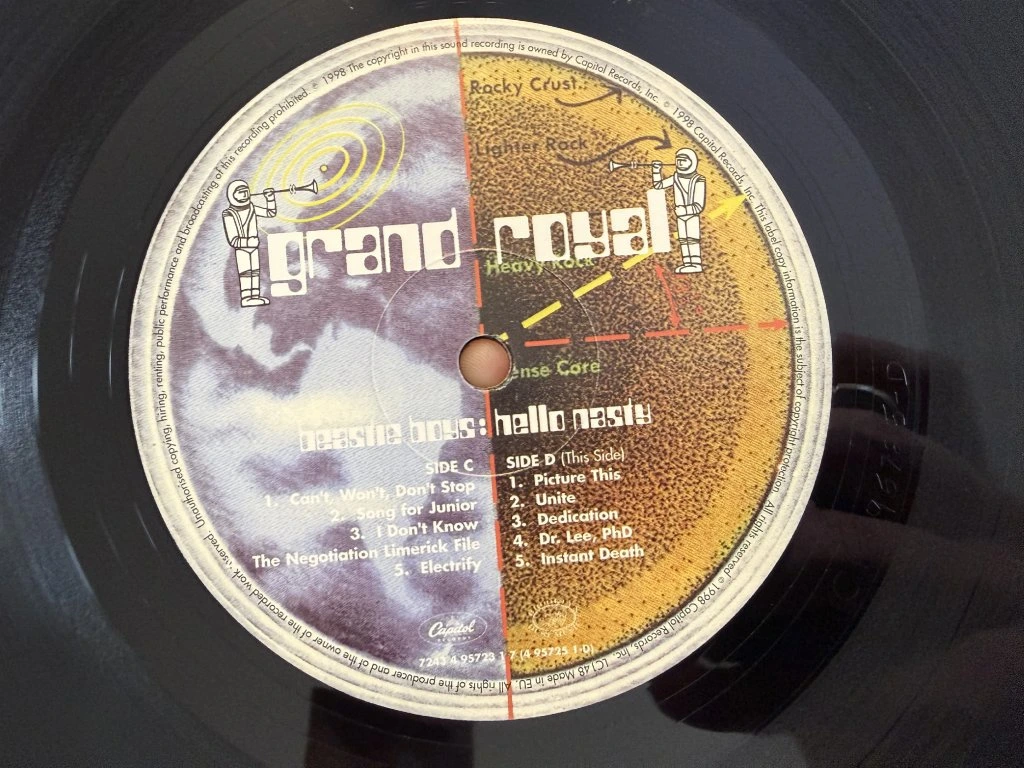 Unauthorised copying, hiring, renting, public performance and broadcasting of this recording prohibited. ℗ 1998 The copyright in this sound recording is owned by Capitol Records, Inc. © 1998 Capitol Records, Inc. This label copy information is the subject of copyright protection. All rights reserved ©1998 Capitol Records, Inc. LC 148 Made in EU. All rights of the producer and of the owner of the recorded work
Rocky Crust
Lighter Rock
grand royal
Heavy Rock
Core
beastie boys: hello nasty
SIDE C
1. Can't, Won't, Don't Stop
2. Song for Junior
3. I Don't Know
The Negotiation Limerick File
5. Electrify
SIDE D (This Side)
1. Picture This
2. Unite
3. Dedication
4. Dr. Lee, PhD
5. Instant Death
Capitol
7243 4 95723 1 7 (4 95725 1-D)